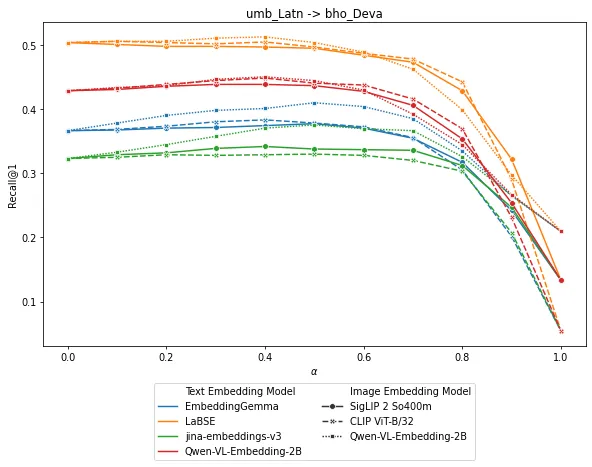 umb_Latn -> bho_Deva
0.5
0.4
0.3
0.2
0.1
Recall@1
0.0 0.2 0.4 0.6 0.8 1.0
α
Text Embedding Model Image Embedding Model
EmbeddingGemma SigLIP 2 So400m
LaBSE CLIP ViT-B/32
jina-embeddings-v3 Qwen-VL-Embedding-2B
Qwen-VL-Embedding-2B